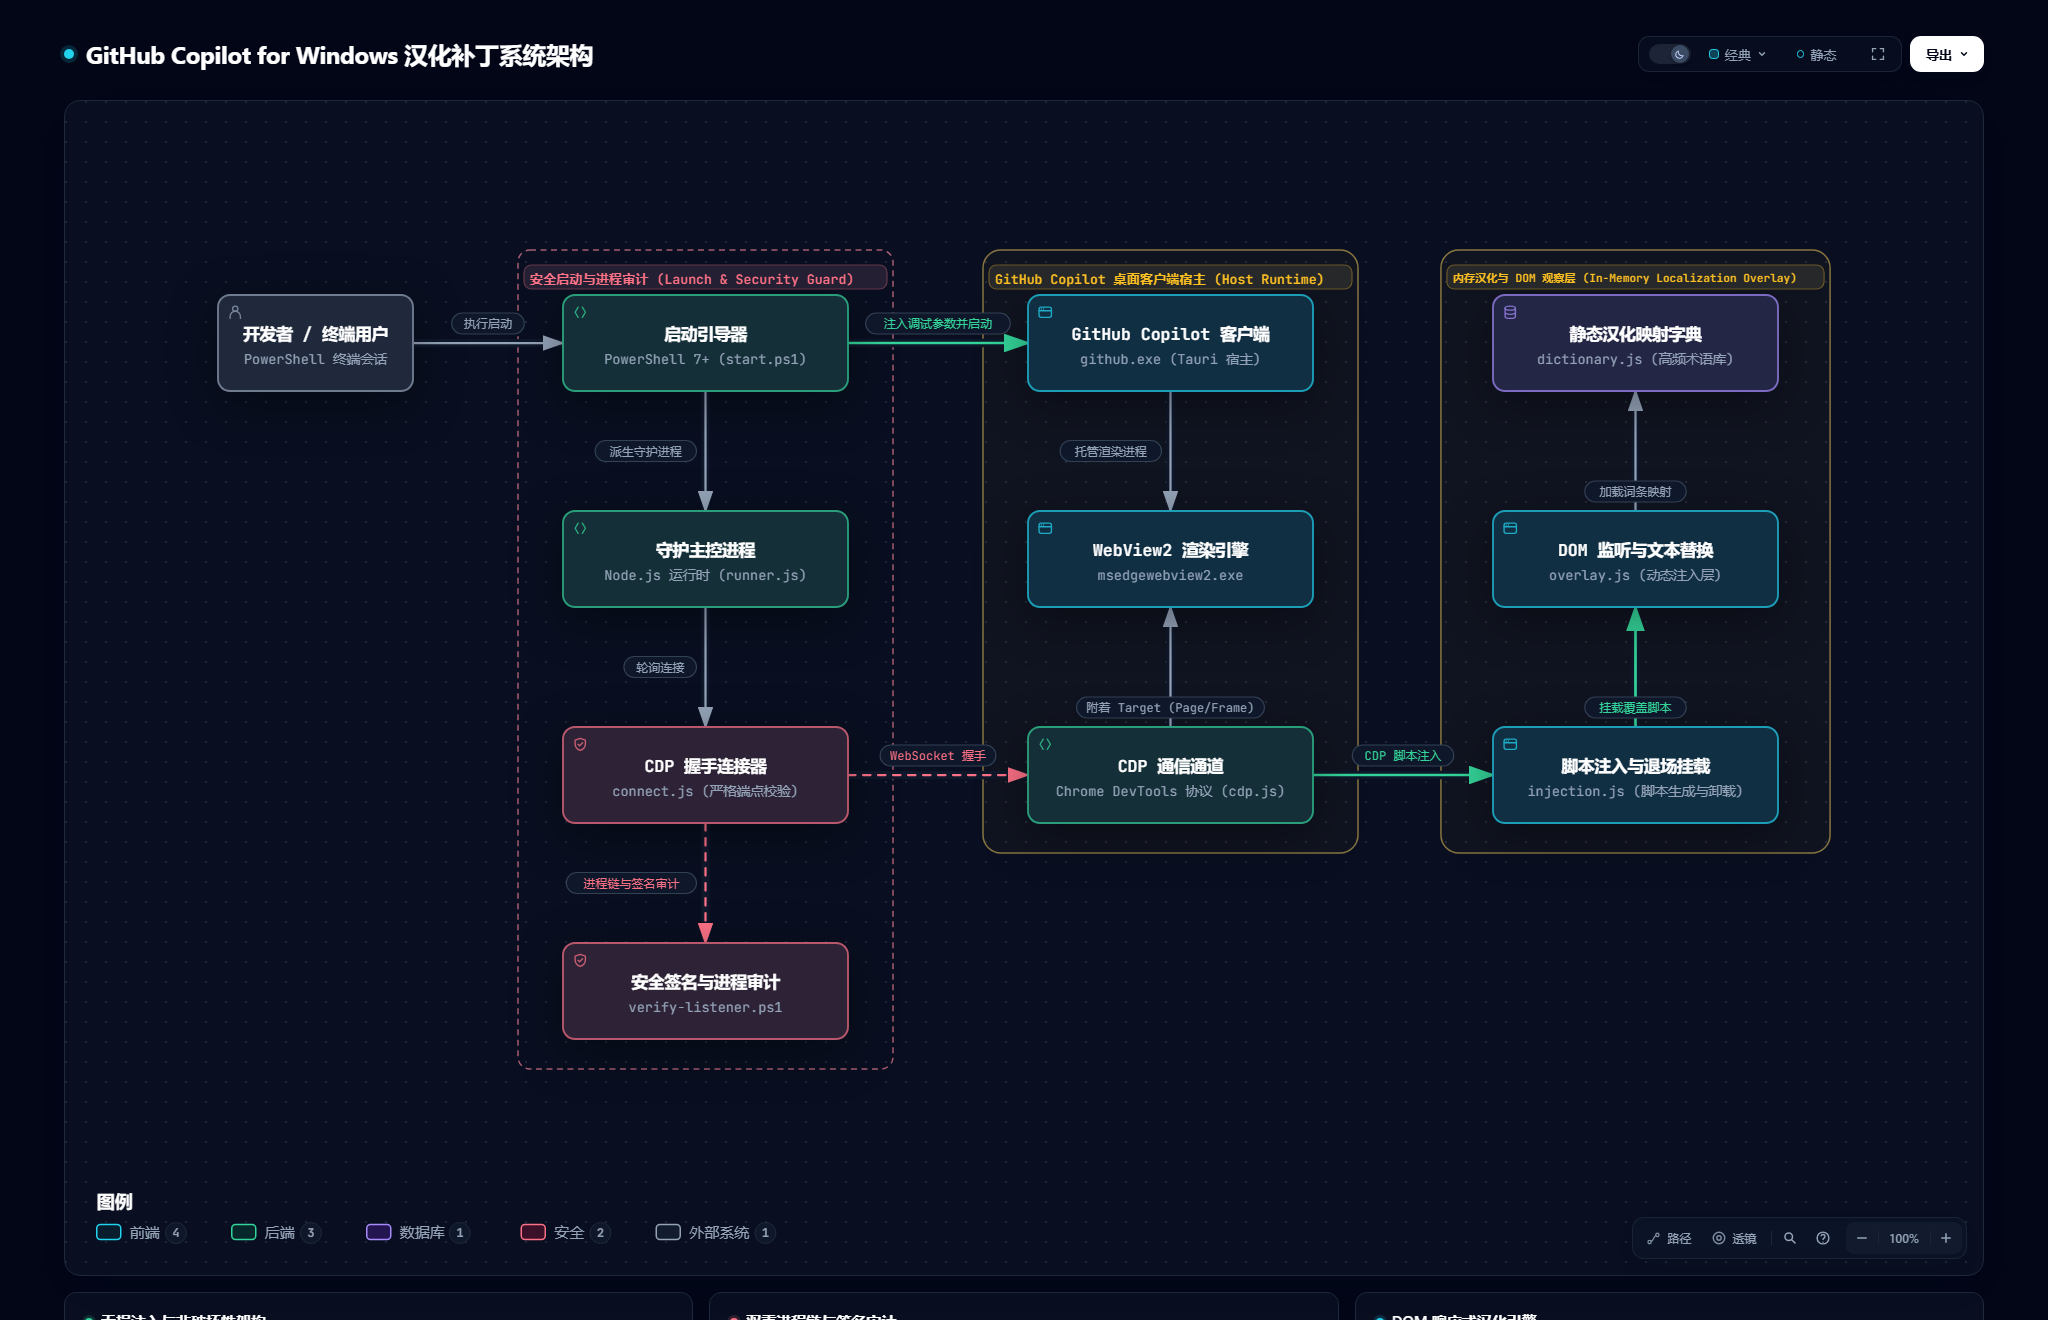 GitHub Copilot for Windows 汉化补丁系统架构
经典
静态
导出
安全启动与进程审计 (Launch & Security Guard)
GitHub Copilot 桌面客户端宿主 (Host Runtime)
内存汉化与 DOM 观察层 (In-Memory Localization Overlay)
开发者 / 终端用户
PowerShell 终端会话
执行启动
启动引导器
PowerShell 7+ (start.ps1)
注入调试参数并启动
GitHub Copilot 客户端
github.exe (Tauri 宿主)
静态汉化映射字典
dictionary.js (高频术语库)
派生守护进程
托管渲染进程
加载词条映射
守护主控进程
Node.js 运行时 (runner.js)
WebView2 渲染引擎
msedgewebview2.exe
DOM 监听与文本替换
overlay.js (动态注入层)
轮询连接
附着 Target (Page/Frame)
挂载覆盖脚本
CDP 握手连接器
connect.js (严格端点校验)
WebSocket 握手
CDP 通信通道
Chrome DevTools 协议 (cdp.js)
CDP 脚本注入
脚本注入与退场挂载
injection.js (脚本生成与卸载)
进程链与签名审计
安全签名与进程审计
verify-listener.ps1
图例
前端 4
后端 3
数据库 1
安全 2
外部系统 1
路径
透镜
100%